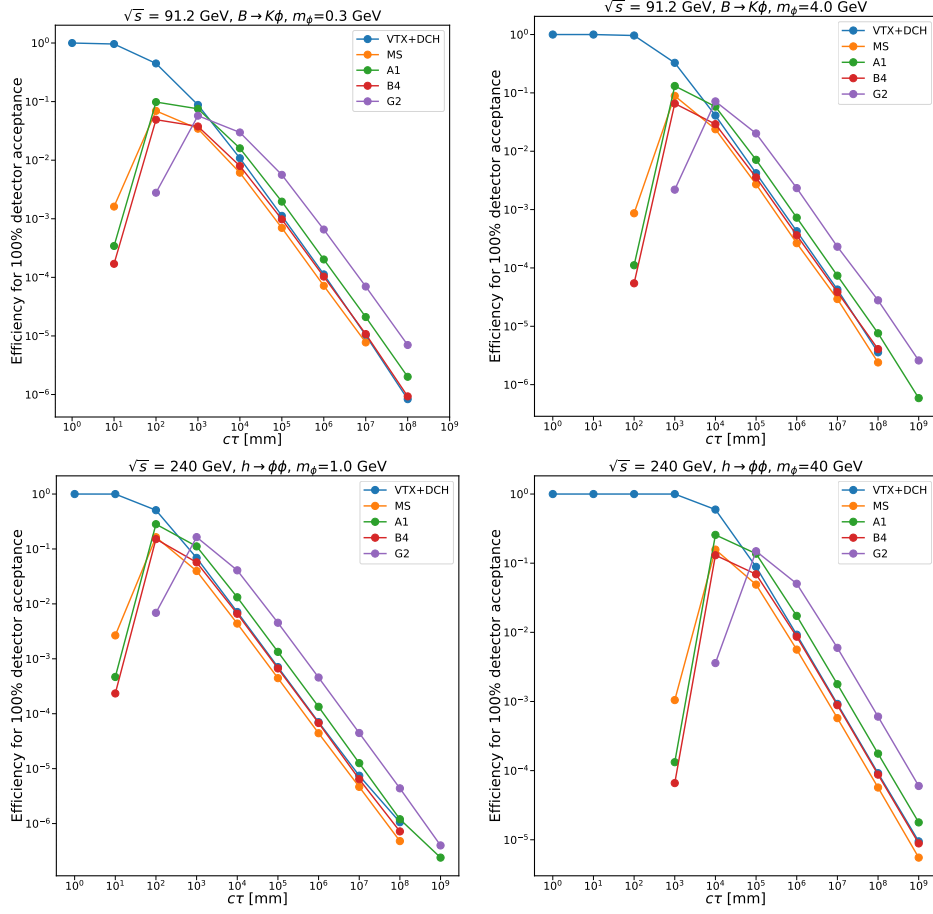 √s = 91.2 GeV, B → Kϕ, mϕ=0.3 GeV
Efficiency for 100% detector acceptance
10⁰
10⁻¹
10⁻²
10⁻³
10⁻⁴
10⁻⁵
10⁻⁶
VTX+DCH
MS
A1
B4
G2
10⁰ 10¹ 10² 10³ 10⁴ 10⁵ 10⁶ 10⁷ 10⁸ 10⁹
cτ [mm]
√s = 91.2 GeV, B → Kϕ, mϕ=4.0 GeV
Efficiency for 100% detector acceptance
10⁰
10⁻¹
10⁻²
10⁻³
10⁻⁴
10⁻⁵
10⁻⁶
VTX+DCH
MS
A1
B4
G2
10⁰ 10¹ 10² 10³ 10⁴ 10⁵ 10⁶ 10⁷ 10⁸ 10⁹
cτ [mm]
√s = 240 GeV, h → ϕϕ, mϕ=1.0 GeV
Efficiency for 100% detector acceptance
10⁰
10⁻¹
10⁻²
10⁻³
10⁻⁴
10⁻⁵
10⁻⁶
VTX+DCH
MS
A1
B4
G2
10⁰ 10¹ 10² 10³ 10⁴ 10⁵ 10⁶ 10⁷ 10⁸ 10⁹
cτ [mm]
√s = 240 GeV, h → ϕϕ, mϕ=40 GeV
Efficiency for 100% detector acceptance
10⁰
10⁻¹
10⁻²
10⁻³
10⁻⁴
10⁻⁵
VTX+DCH
MS
A1
B4
G2
10⁰ 10¹ 10² 10³ 10⁴ 10⁵ 10⁶ 10⁷ 10⁸ 10⁹
cτ [mm]